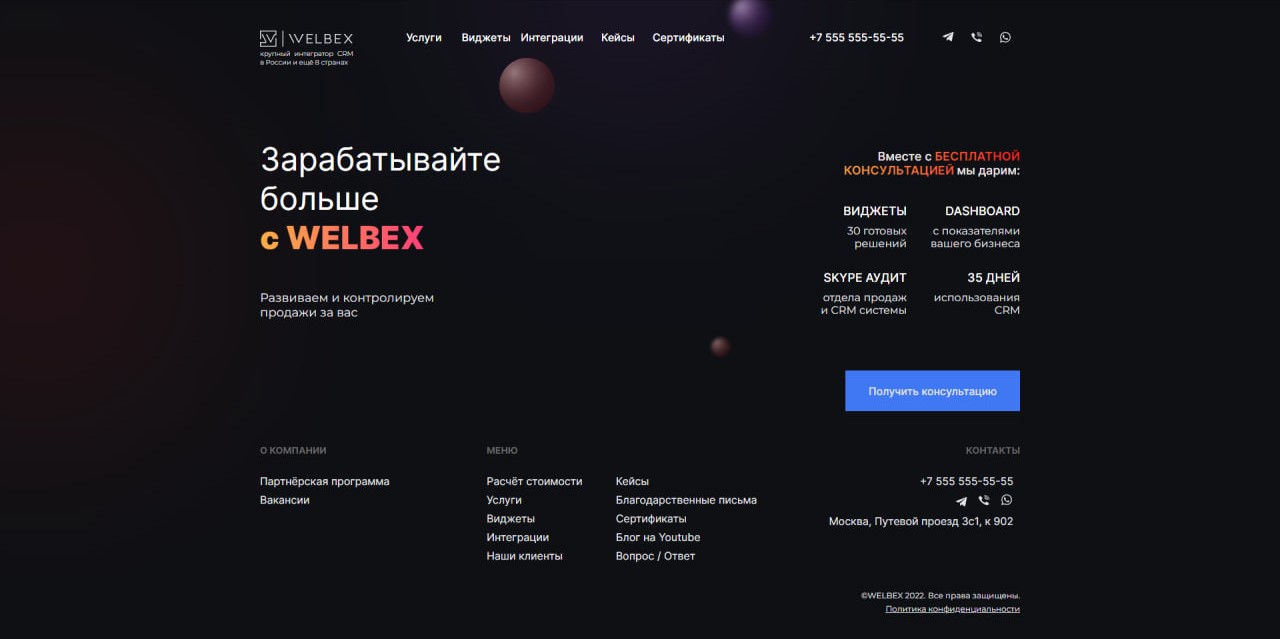 WELBEX
крупный интегратор CRM
в России и ещё 8 странах
Услуги Виджеты Интеграции Кейсы Сертификаты
+7 555 555-55-55
Зарабатывайте
больше
с WELBEX
Развиваем и контролируем
продажи за вас
Вместе с БЕСПЛАТНОЙ
КОНСУЛЬТАЦИЕЙ мы дарим:
ВИДЖЕТЫ
30 готовых
решений
DASHBOARD
с показателями
вашего бизнеса
SKYPE АУДИТ
отдела продаж
и CRM системы
35 ДНЕЙ
использования
CRM
Получить консультацию
О КОМПАНИИ
Партнёрская программа
Вакансии
МЕНЮ
Расчёт стоимости
Услуги
Виджеты
Интеграции
Наши клиенты
Кейсы
Благодарственные письма
Сертификаты
Блог на Youtube
Вопрос / Ответ
КОНТАКТЫ
+7 555 555-55-55
Москва, Путевой проезд 3с1, к 902
©WELBEX 2022. Все права защищены.
Политика конфиденциальности